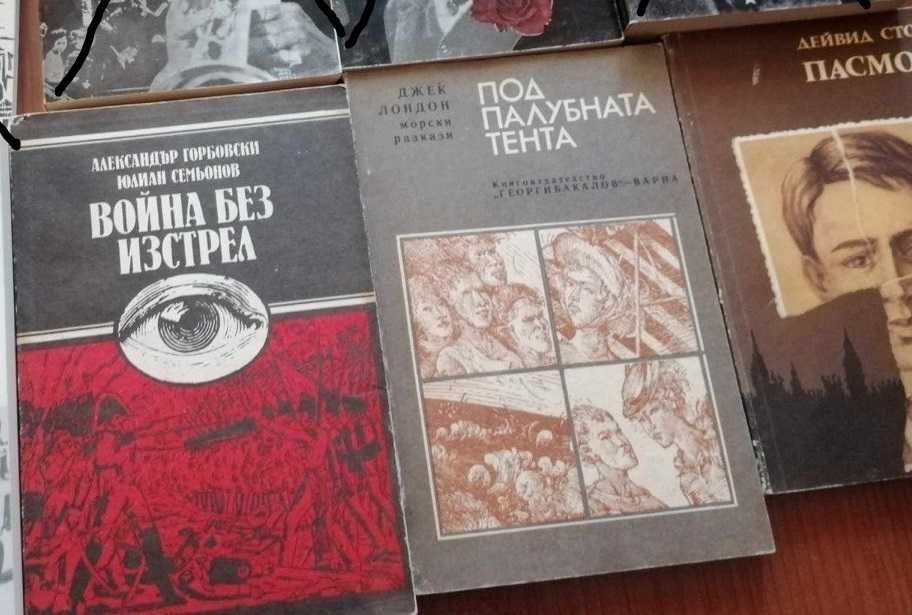 АЛЕКСАНДЪР ГОРБОВСКИ
ЮЛИАН СЕМЬОНОВ
ВОЙНА БЕЗ
ИЗСТРЕЛ
ДЖЕК
ЛОНДОН
морски
разкази
ПОД
ПАЛУБНАТА
ТЕНТА
Книгоиздателство
„ГЕОРГИ БАКАЛОВ“—ВАРНА
ДЕЙВИД СТО
ПАСМО